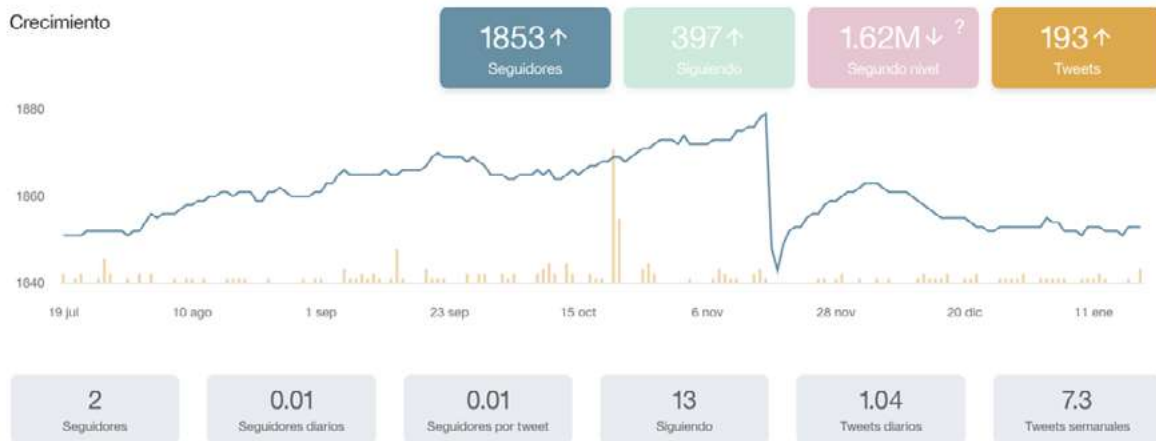 Crecimiento
1853↑
Seguidores
397↑
Siguiendo
1.62M↓ ?
Segundo nivel
193↑
Tweets
1880
1860
1840
19 jul 10 ago 1 sep 23 sep 15 oct 6 nov 28 nov 20 dic 11 ene
2
Seguidores
0.01
Seguidores diarios
0.01
Seguidores por tweet
13
Siguiendo
1.04
Tweets diarios
7.3
Tweets semanales